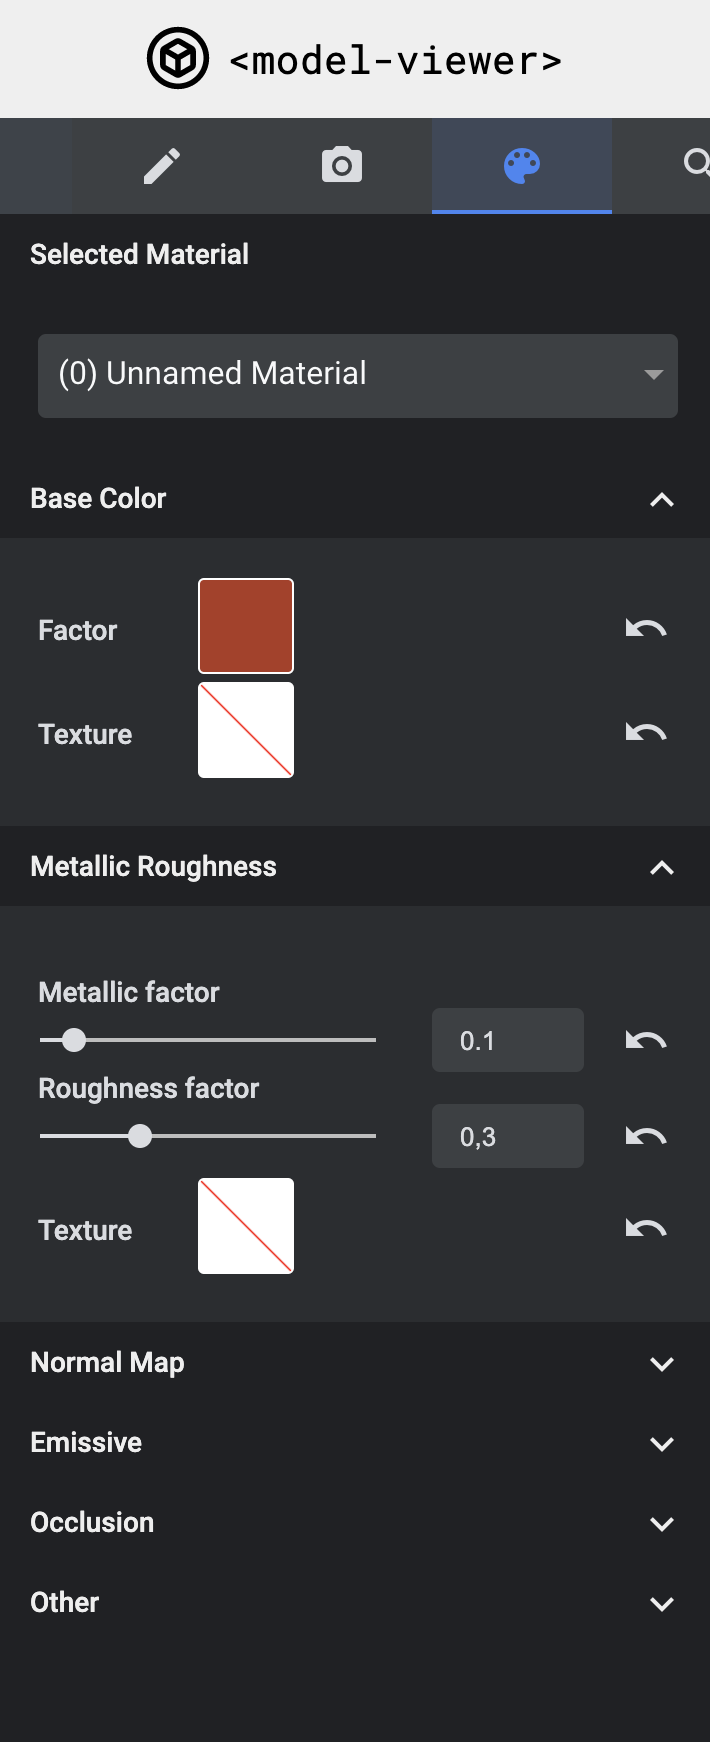 <model-viewer>
Selected Material
(0) Unnamed Material
Base Color
Factor
Texture
Metallic Roughness
Metallic factor
0.1
Roughness factor
0,3
Texture
Normal Map
Emissive
Occlusion
Other